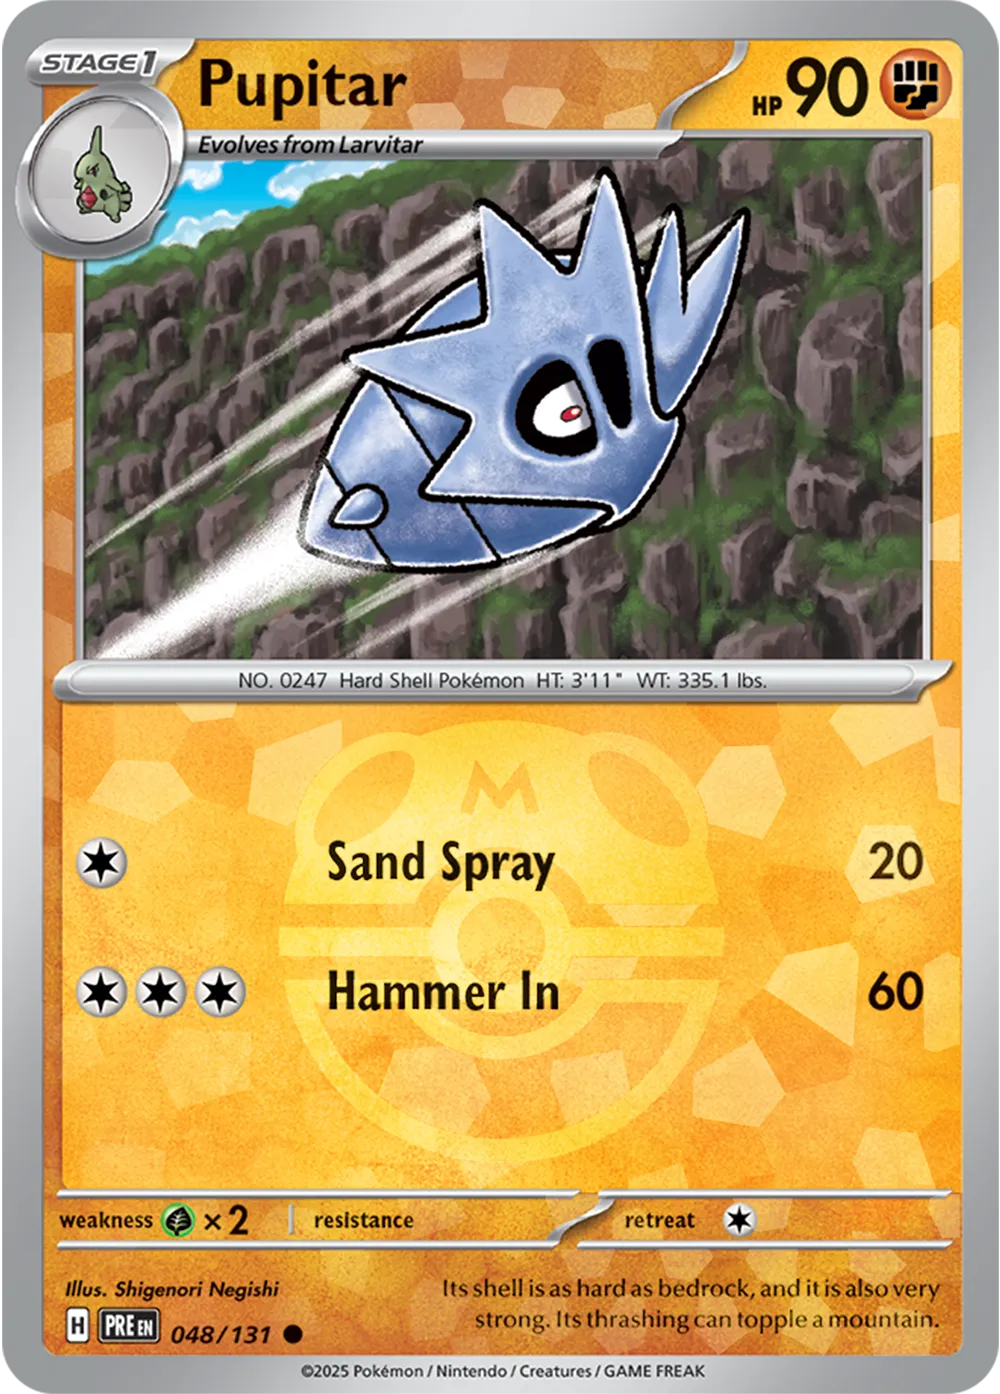 STAGE 1
Pupitar
HP 90
Evolves from Larvitar
NO. 0247 Hard Shell Pokémon HT: 3'11" WT: 335.1 lbs.
M
Sand Spray 20
Hammer In 60
weakness ×2 resistance retreat
Illus. Shigenori Negishi
Its shell is as hard as bedrock, and it is also very
strong. Its thrashing can topple a mountain.
H PRE EN 048/131
©2025 Pokémon / Nintendo / Creatures / GAME FREAK